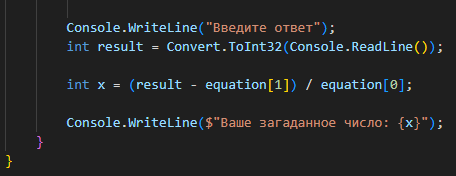 Console.WriteLine("Введите ответ");
int result = Convert.ToInt32(Console.ReadLine());
int x = (result - equation[1]) / equation[0];
Console.WriteLine($"Ваше загаданное число: {x}");
}
}